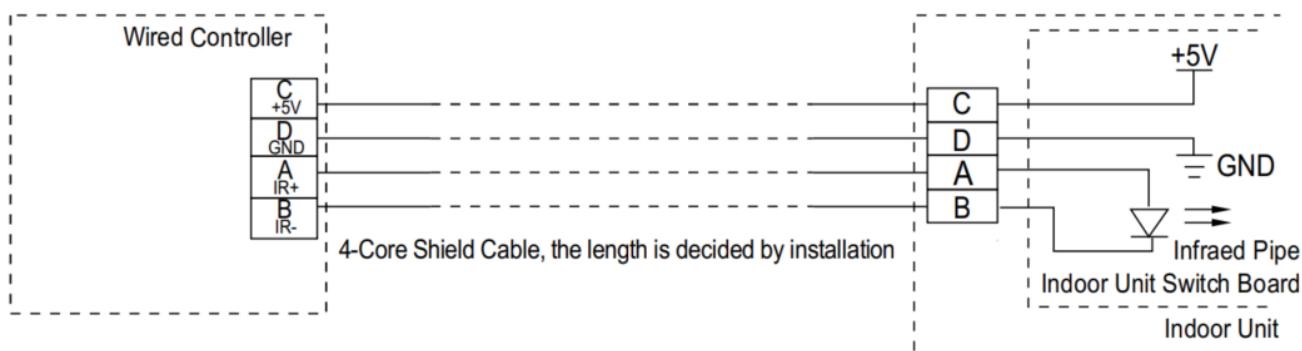 Wired Controller
C
+5V
D
GND
A
IR+
B
IR-
4-Core Shield Cable, the length is decided by installation
C
D
A
B
+5V
GND
Infraed Pipe
Indoor Unit Switch Board
Indoor Unit